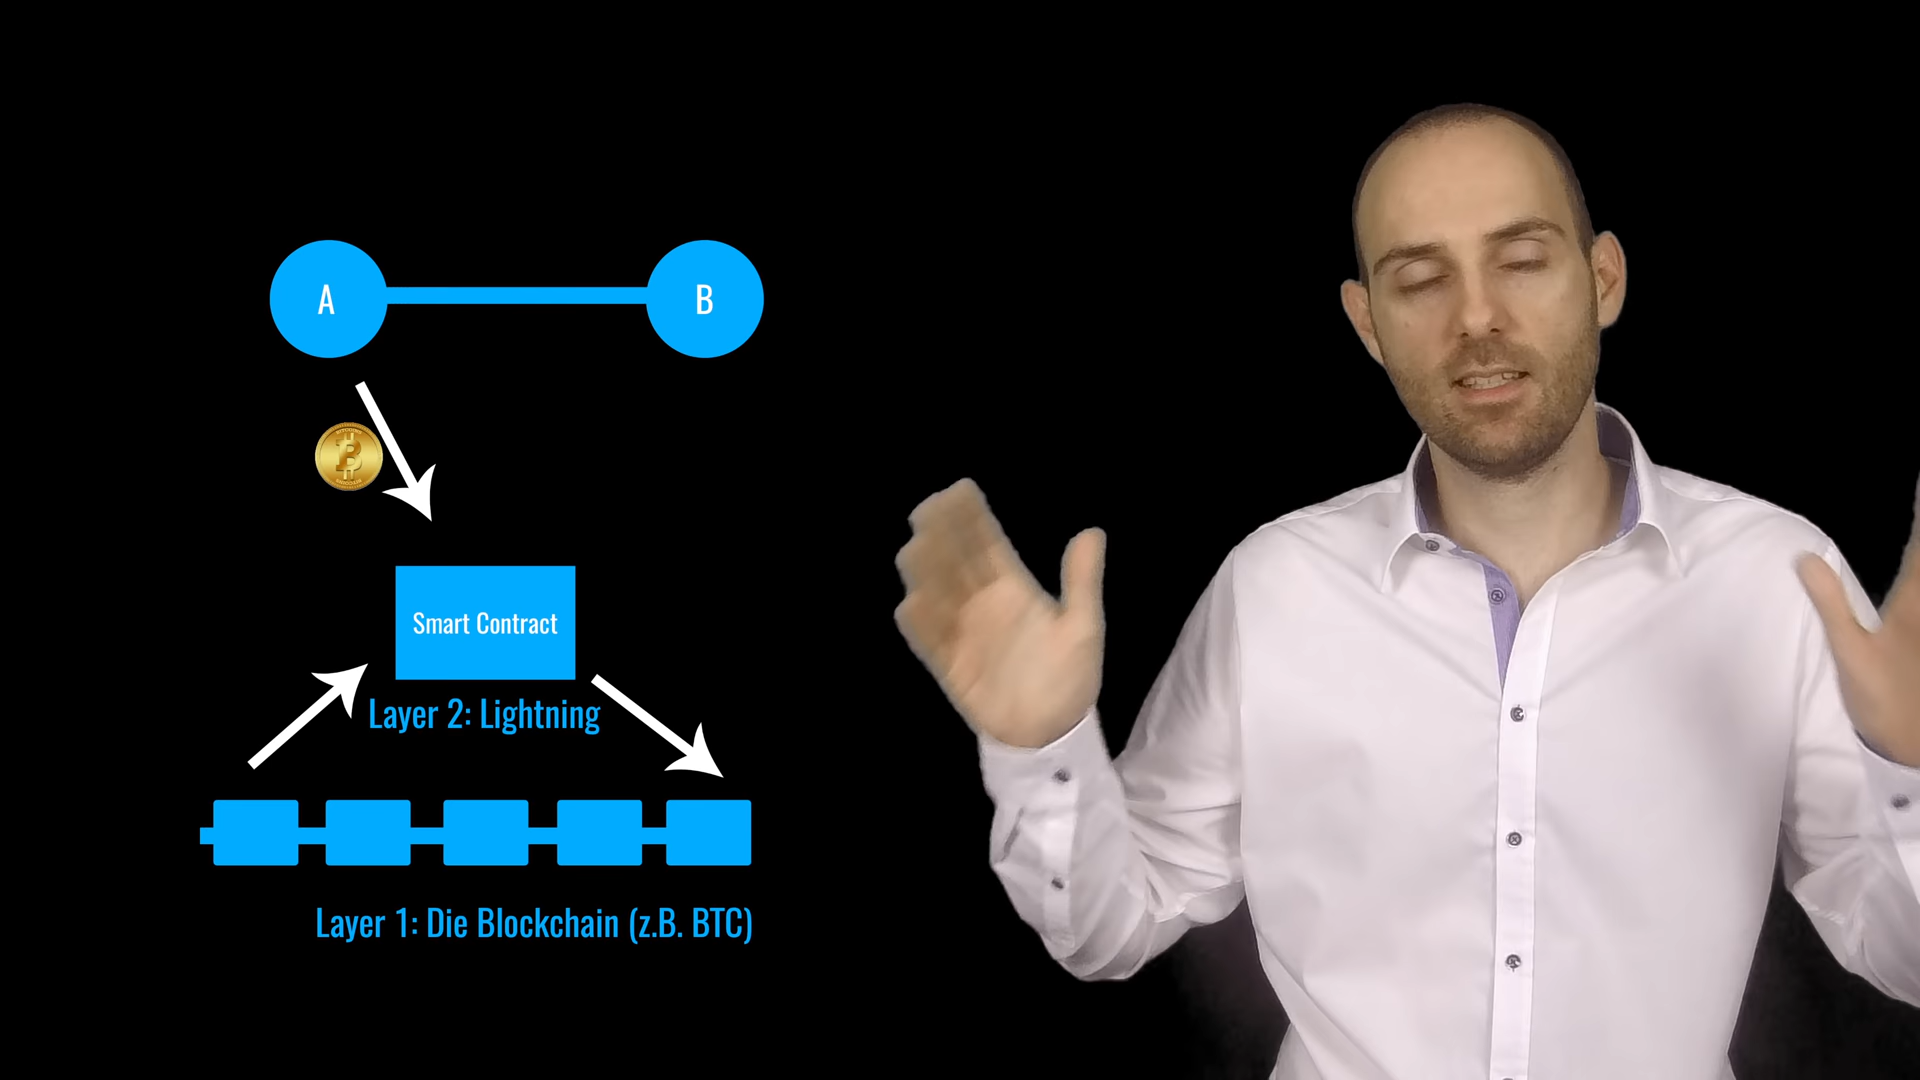 A
B
Smart Contract
Layer 2: Lightning
Layer 1: Die Blockchain (z.B. BTC)